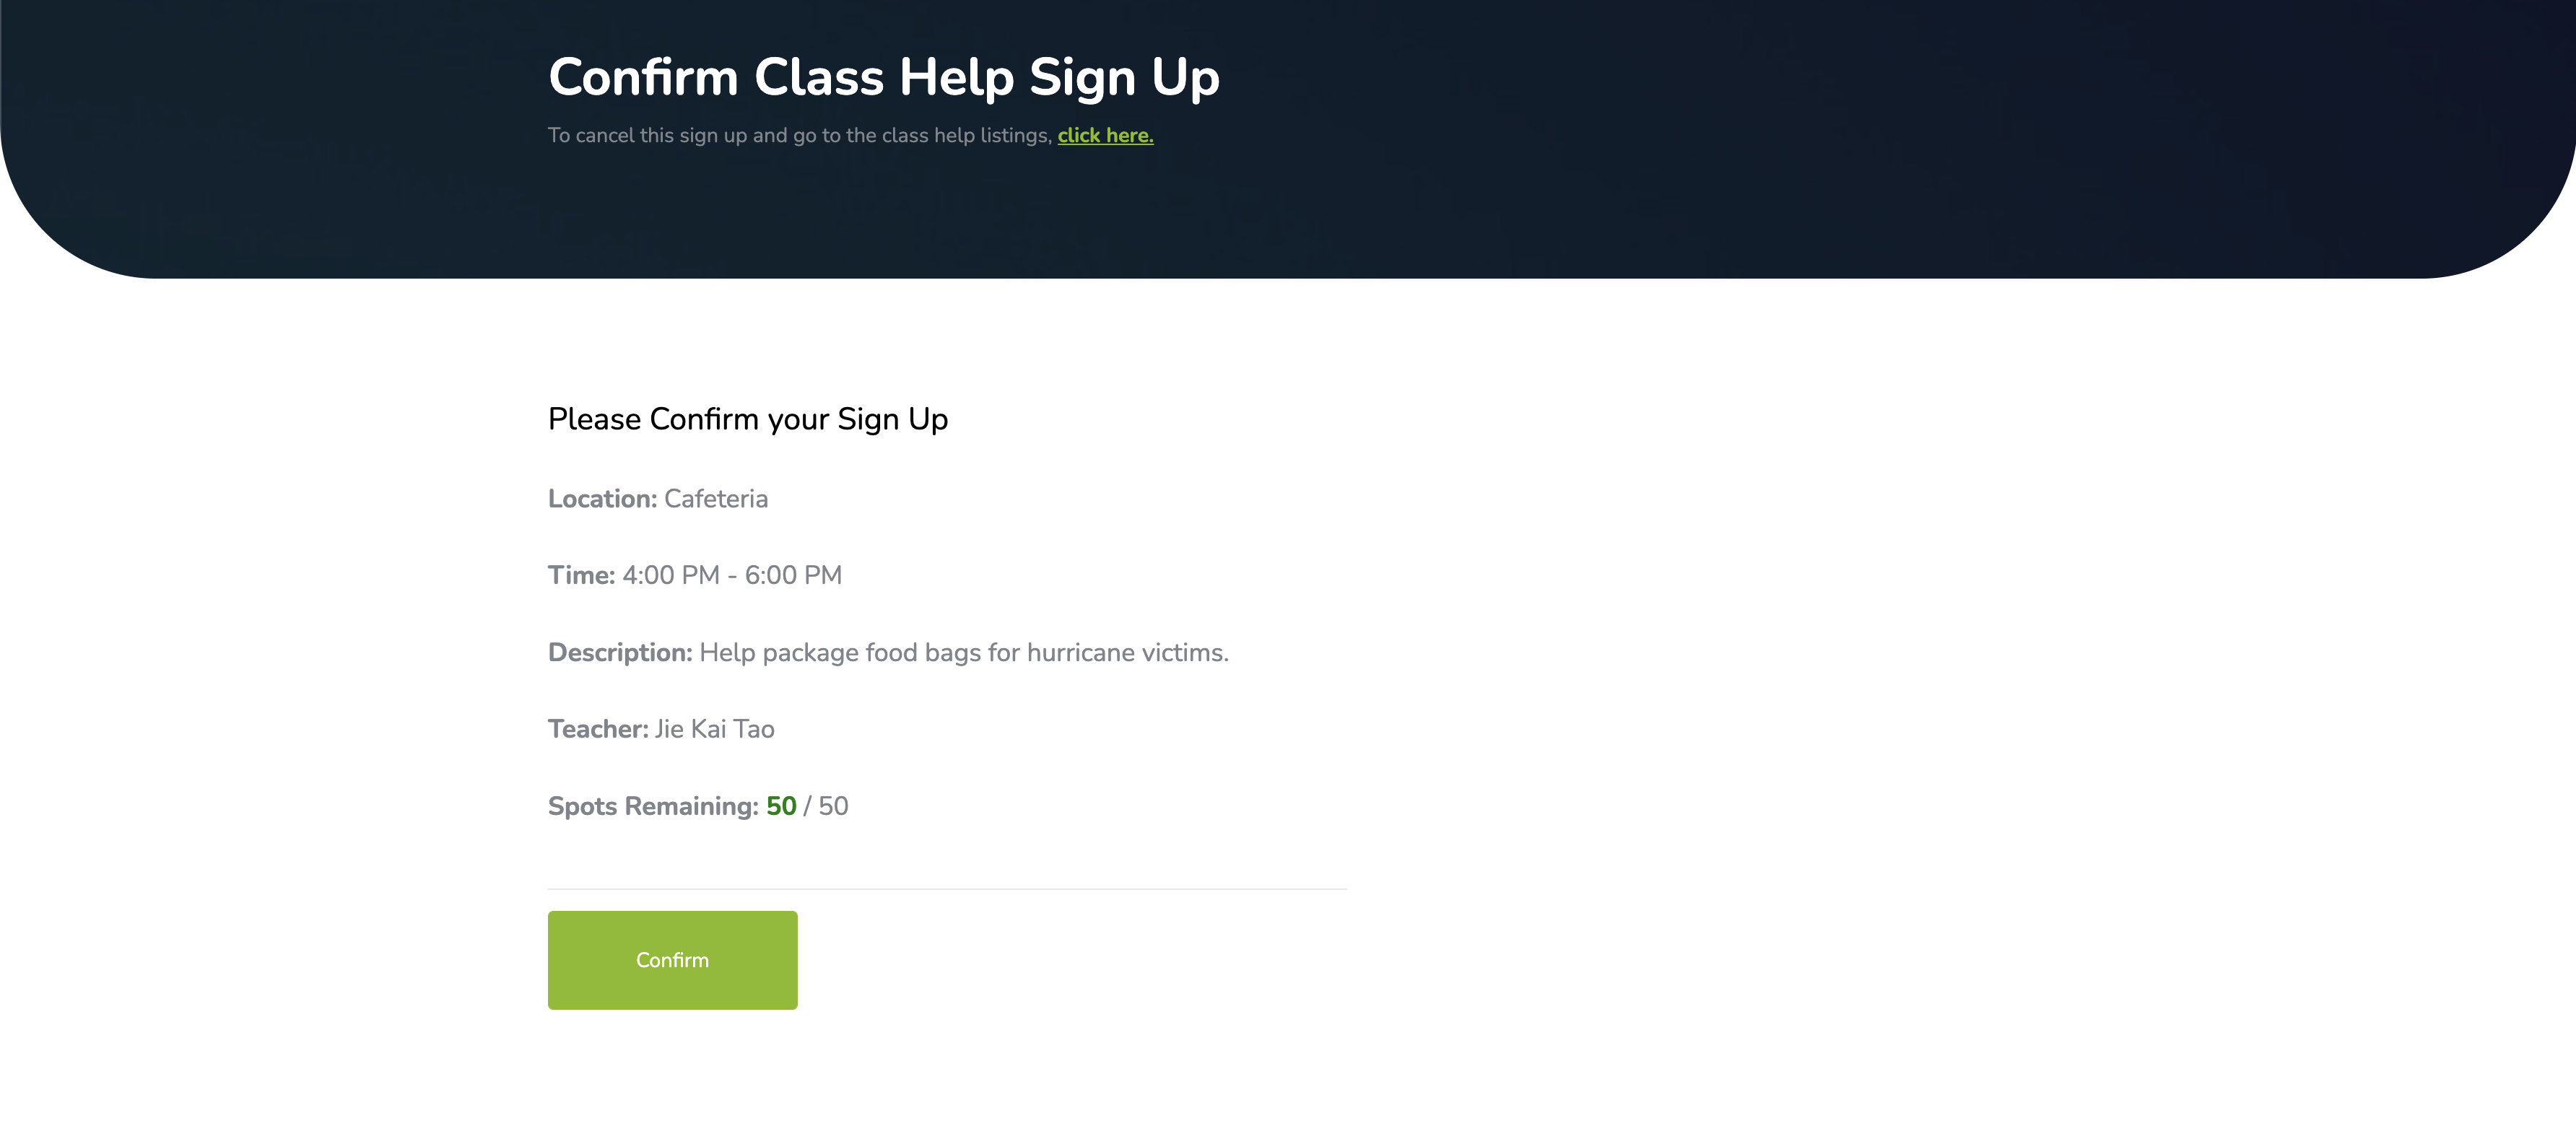 Confirm Class Help Sign Up
To cancel this sign up and go to the class help listings, click here.
Please Confirm your Sign Up
Location: Cafeteria
Time: 4:00 PM - 6:00 PM
Description: Help package food bags for hurricane victims.
Teacher: Jie Kai Tao
Spots Remaining: 50 / 50
Confirm